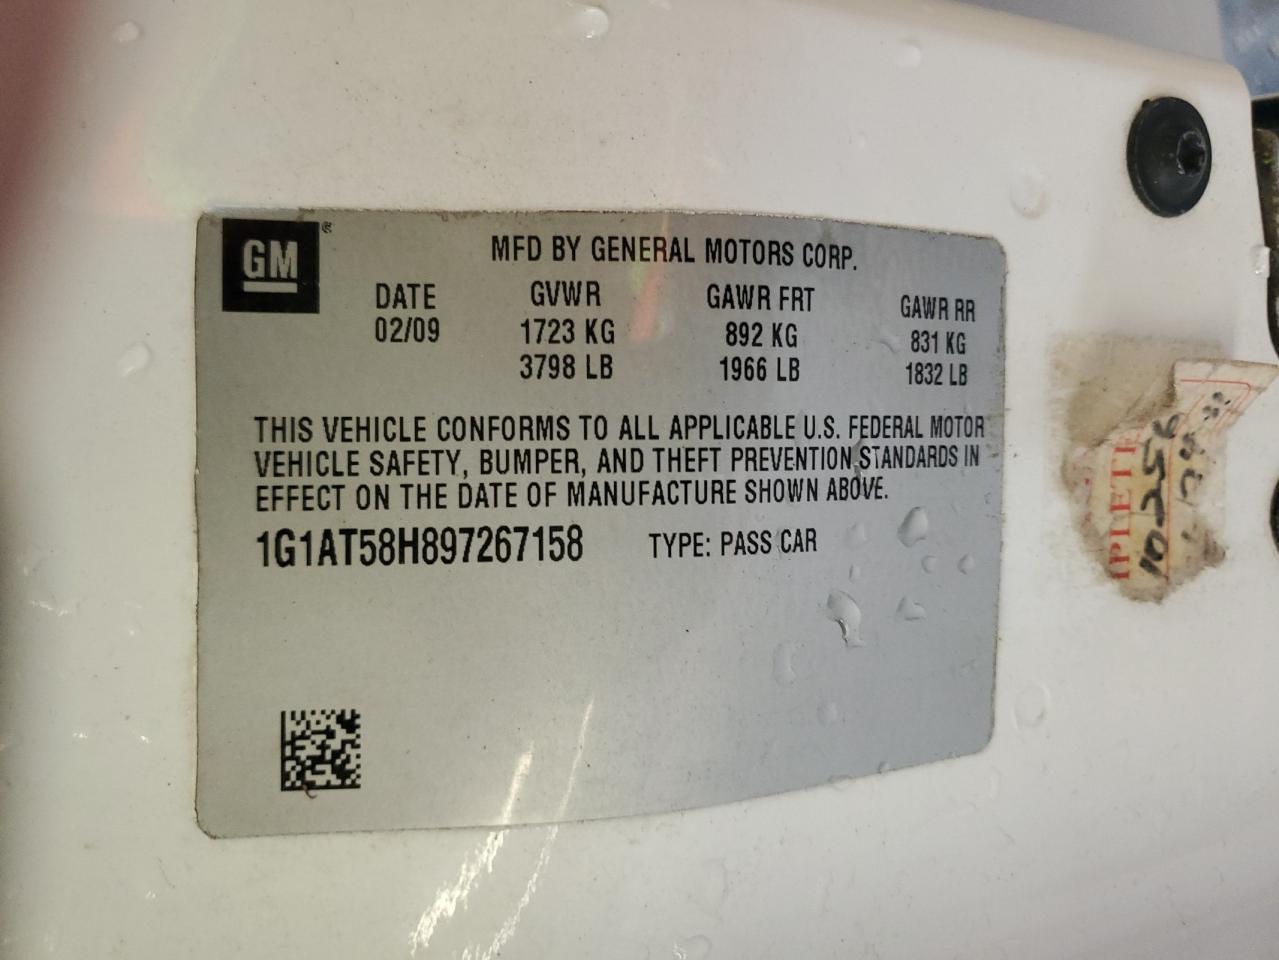 GM
MFD BY GENERAL MOTORS CORP.
DATE GVWR GAWR FRT GAWR RR
02/09 1723 KG 892 KG 831 KG
3798 LB 1966 LB 1832 LB
THIS VEHICLE CONFORMS TO ALL APPLICABLE U.S. FEDERAL MOTOR
VEHICLE SAFETY, BUMPER, AND THEFT PREVENTION STANDARDS IN
EFFECT ON THE DATE OF MANUFACTURE SHOWN ABOVE.
1G1AT58H897267158 TYPE: PASS CAR
IPLETE
10256